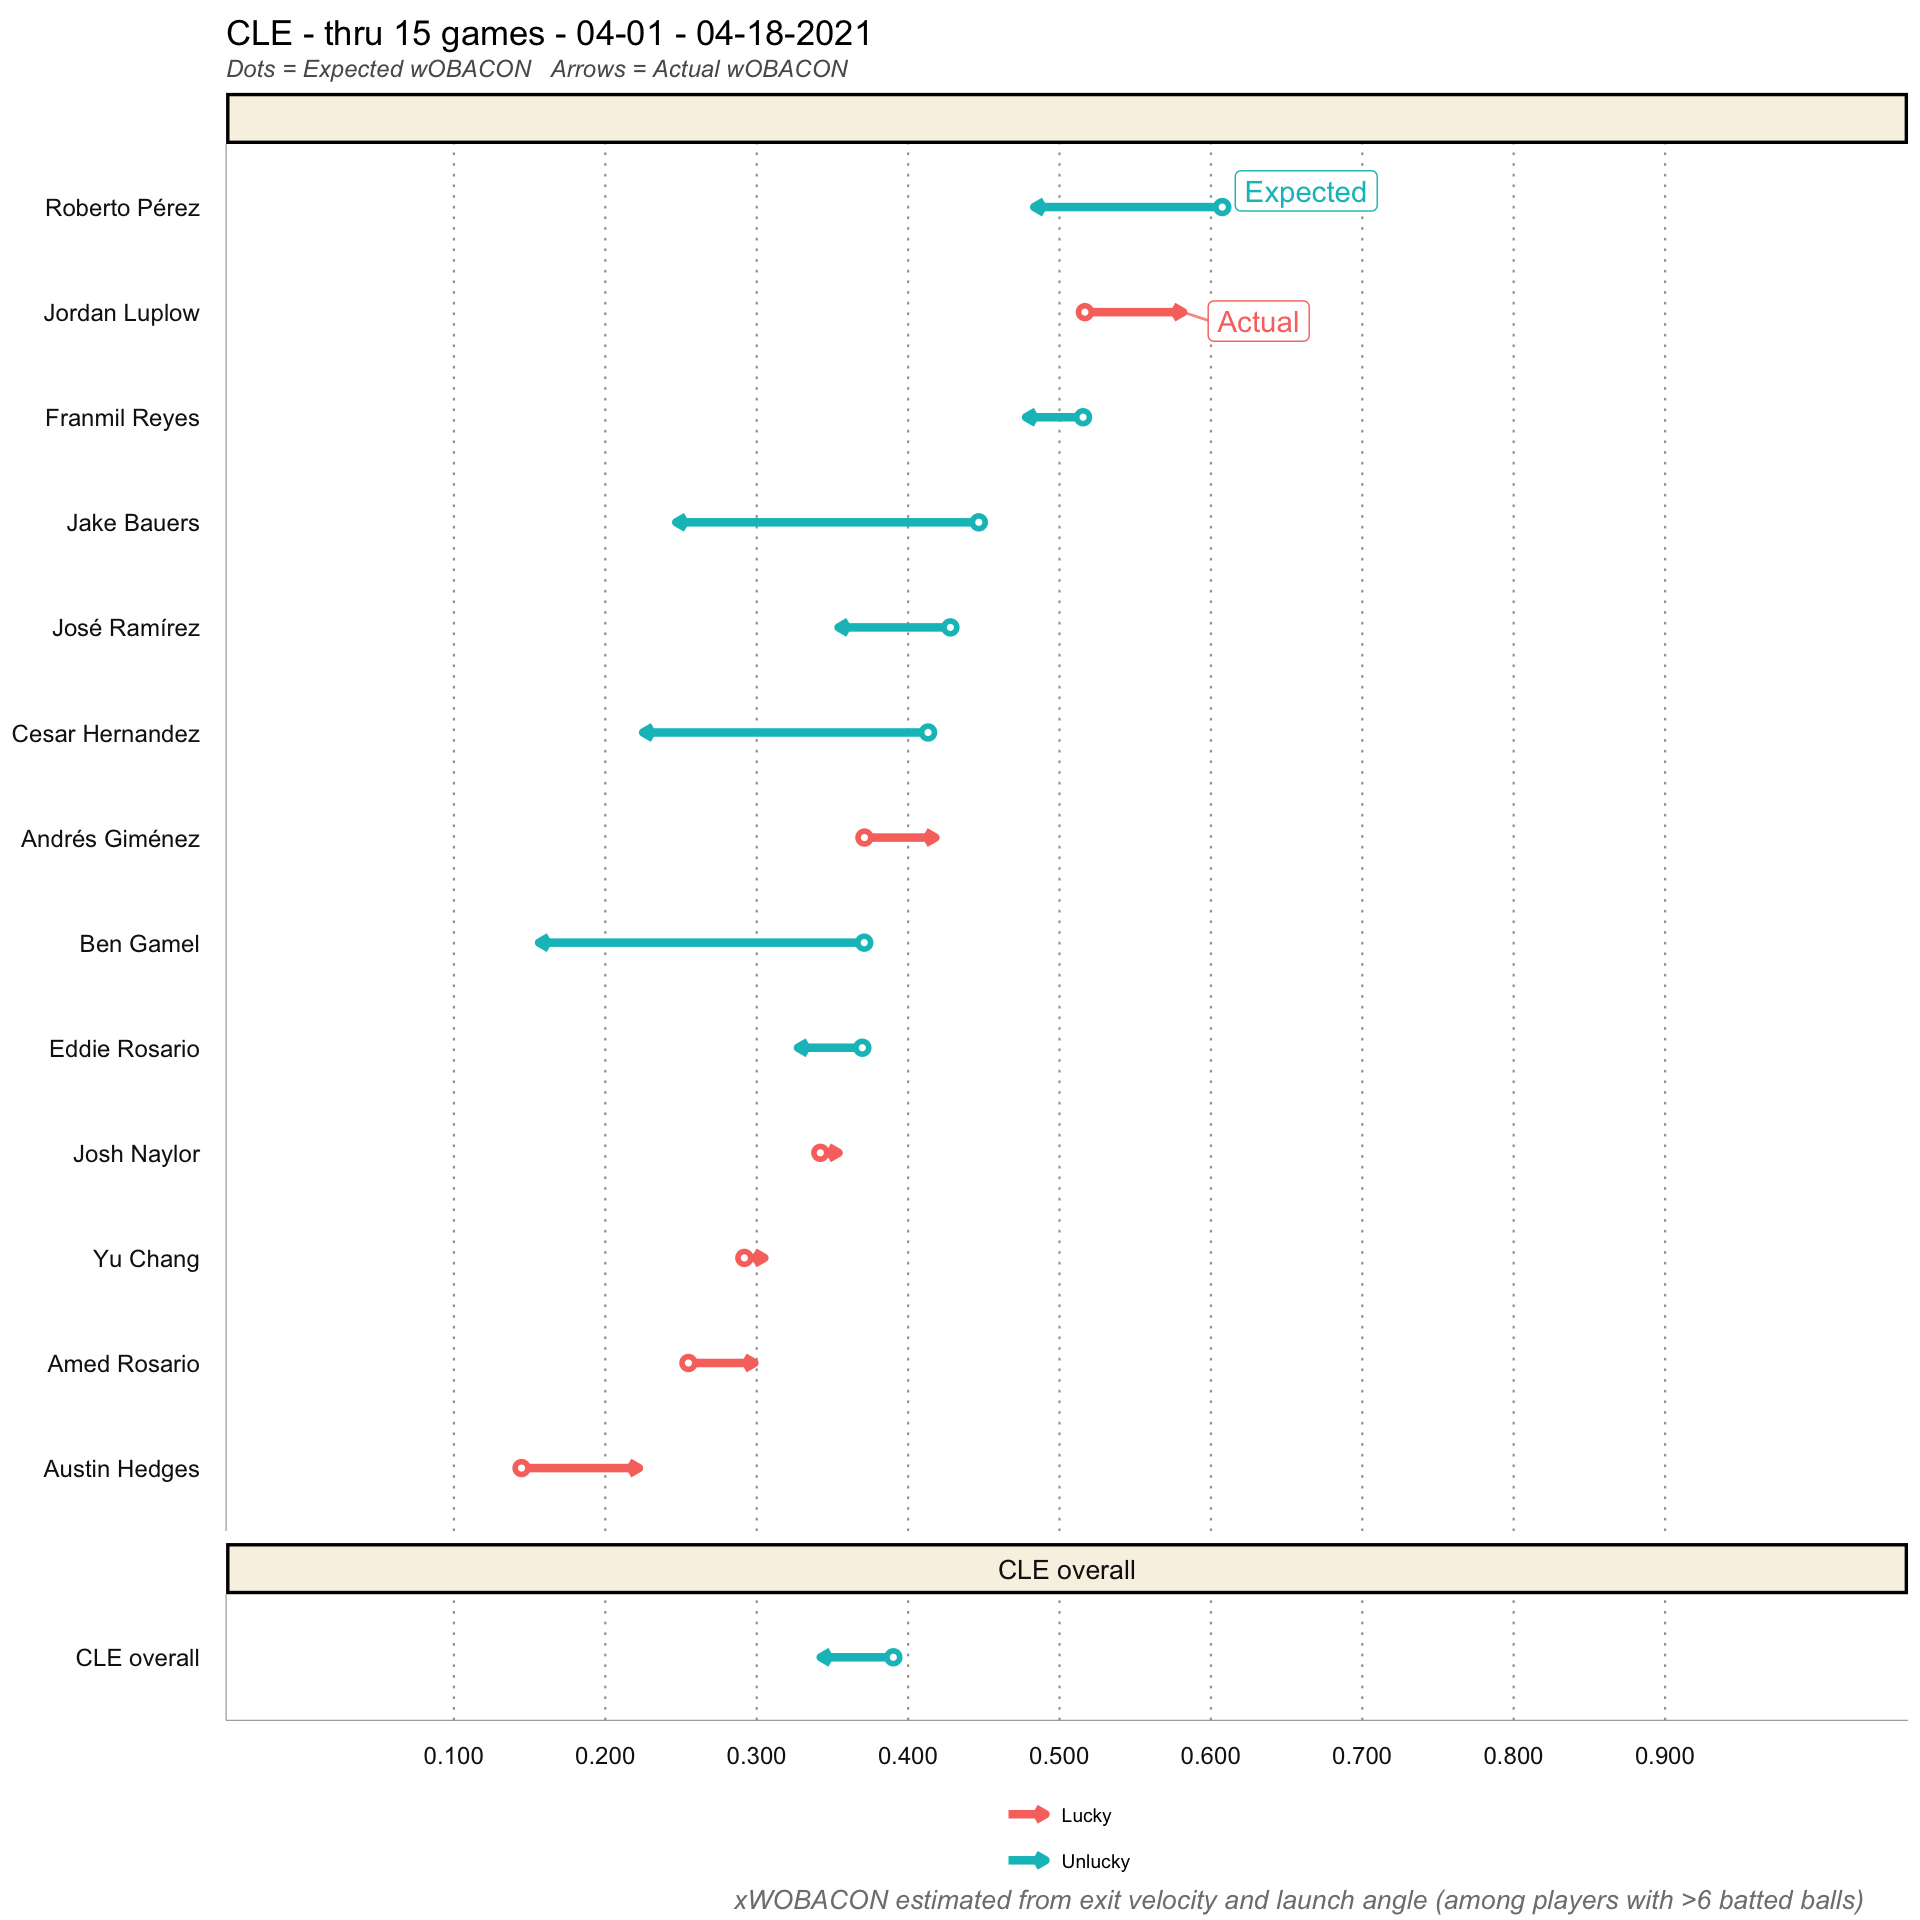 CLE - thru 15 games - 04-01 - 04-18-2021
Dots = Expected wOBACON   Arrows = Actual wOBACON
Roberto Pérez
Expected
Jordan Luplow
Actual
Franmil Reyes
Jake Bauers
José Ramírez
Cesar Hernandez
Andrés Giménez
Ben Gamel
Eddie Rosario
Josh Naylor
Yu Chang
Amed Rosario
Austin Hedges
CLE overall
CLE overall
0.100 0.200 0.300 0.400 0.500 0.600 0.700 0.800 0.900
Lucky
Unlucky
xWOBACON estimated from exit velocity and launch angle (among players with >6 batted balls)